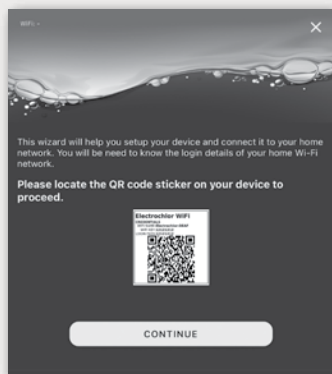 WiFi
This wizard will help you setup your device and connect it to your home
network. You will be need to know the login details of your home Wi-Fi
network.
Please locate the QR code sticker on your device to
proceed.
Electrochlor WiFi
CREDENTIALS
CONTINUE